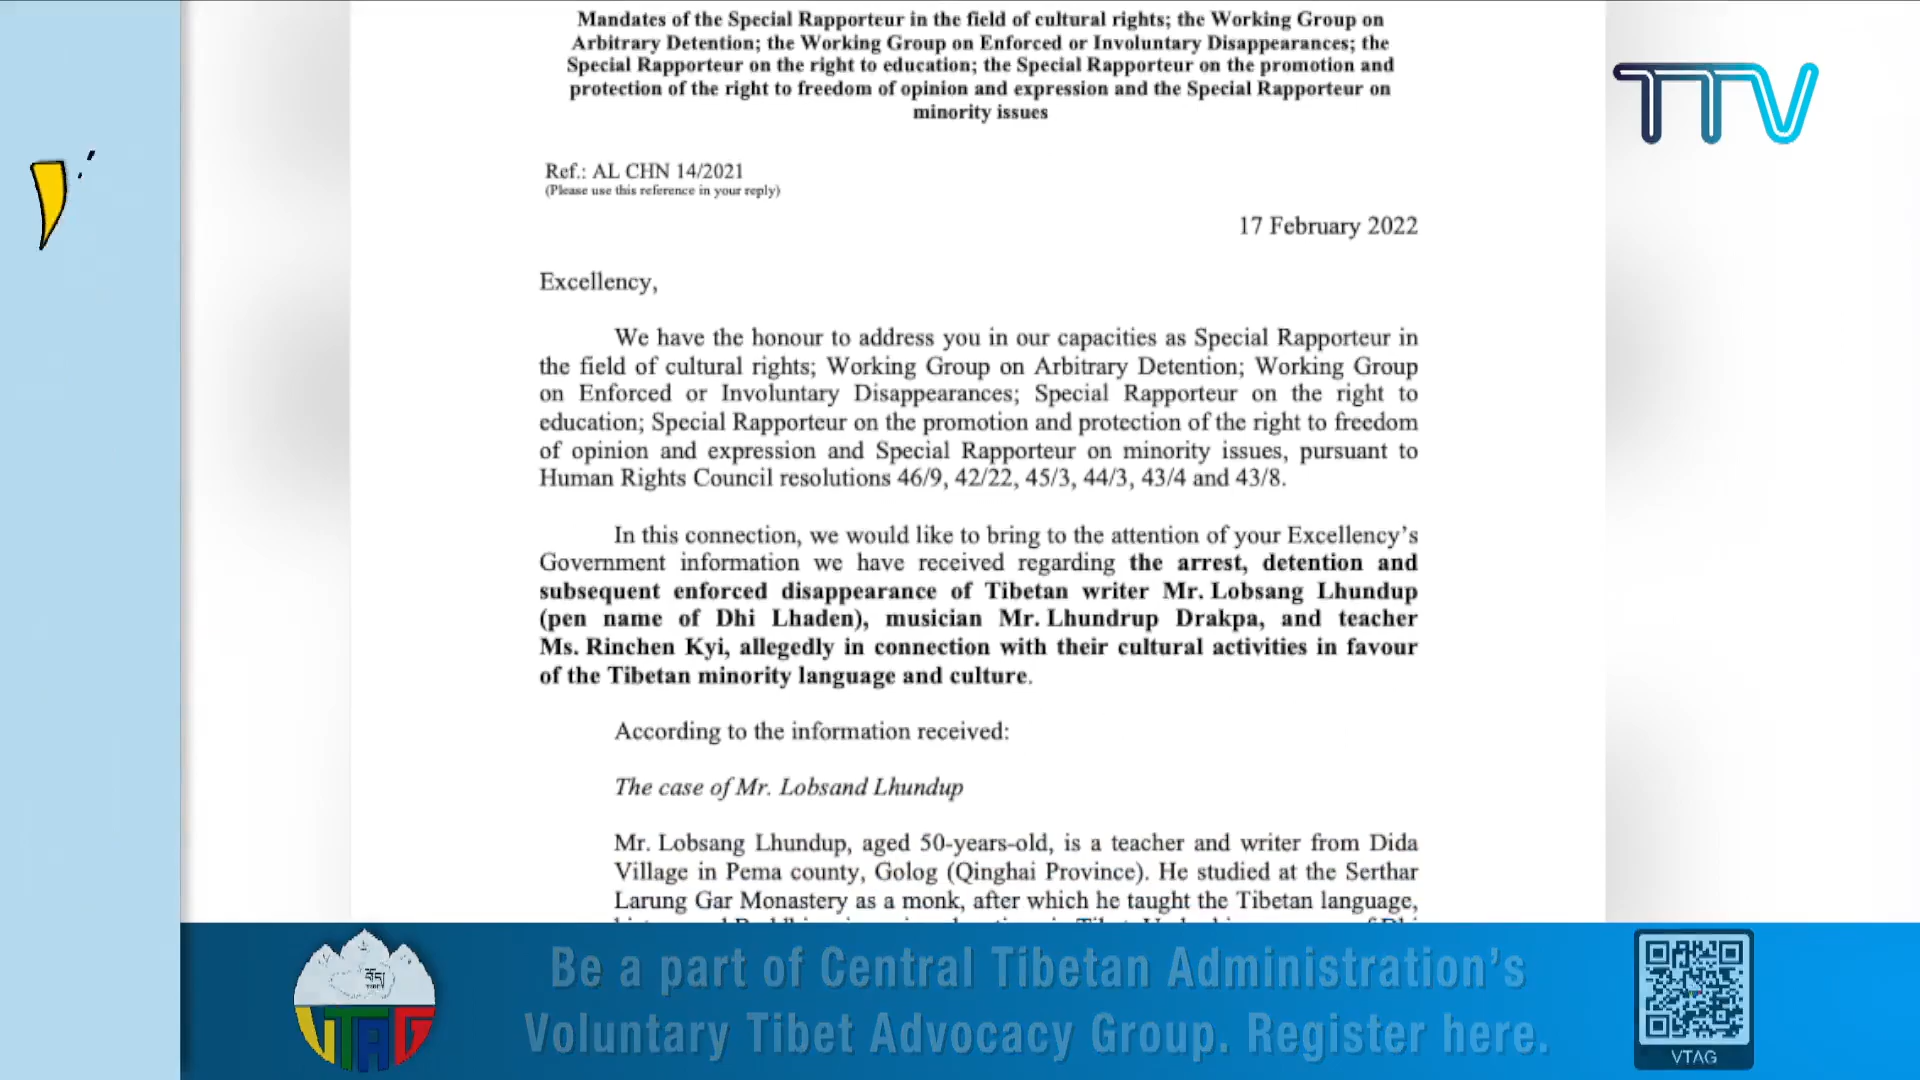 Mandates of the Special Rapporteur in the field of cultural rights; the Working Group on
Arbitrary Detention; the Working Group on Enforced or Involuntary Disappearances; the
Special Rapporteur on the right to education; the Special Rapporteur on the promotion and
protection of the right to freedom of opinion and expression and the Special Rapporteur on
minority issues
TTV
Ref.: AL CHN 14/2021
(Please use this reference in your reply)
17 February 2022
Excellency,
We have the honour to address you in our capacities as Special Rapporteur in
the field of cultural rights; Working Group on Arbitrary Detention; Working Group
on Enforced or Involuntary Disappearances; Special Rapporteur on the right to
education; Special Rapporteur on the promotion and protection of the right to freedom
of opinion and expression and Special Rapporteur on minority issues, pursuant to
Human Rights Council resolutions 46/9, 42/22, 45/3, 44/3, 43/4 and 43/8.
In this connection, we would like to bring to the attention of your Excellency’s
Government information we have received regarding the arrest, detention and
subsequent enforced disappearance of Tibetan writer Mr. Lobsang Lhundup
(pen name of Dhi Lhaden), musician Mr. Lhundrup Drakpa, and teacher
Ms. Rinchen Kyi, allegedly in connection with their cultural activities in favour
of the Tibetan minority language and culture.
According to the information received:
The case of Mr. Lobsand Lhundup
Mr. Lobsang Lhundup, aged 50-years-old, is a teacher and writer from Dida
Village in Pema county, Golog (Qinghai Province). He studied at the Serthar
Larung Gar Monastery as a monk, after which he taught the Tibetan language,
བོད།
VTAG
Be a part of Central Tibetan Administration’s
Voluntary Tibet Advocacy Group. Register here.
VTAG